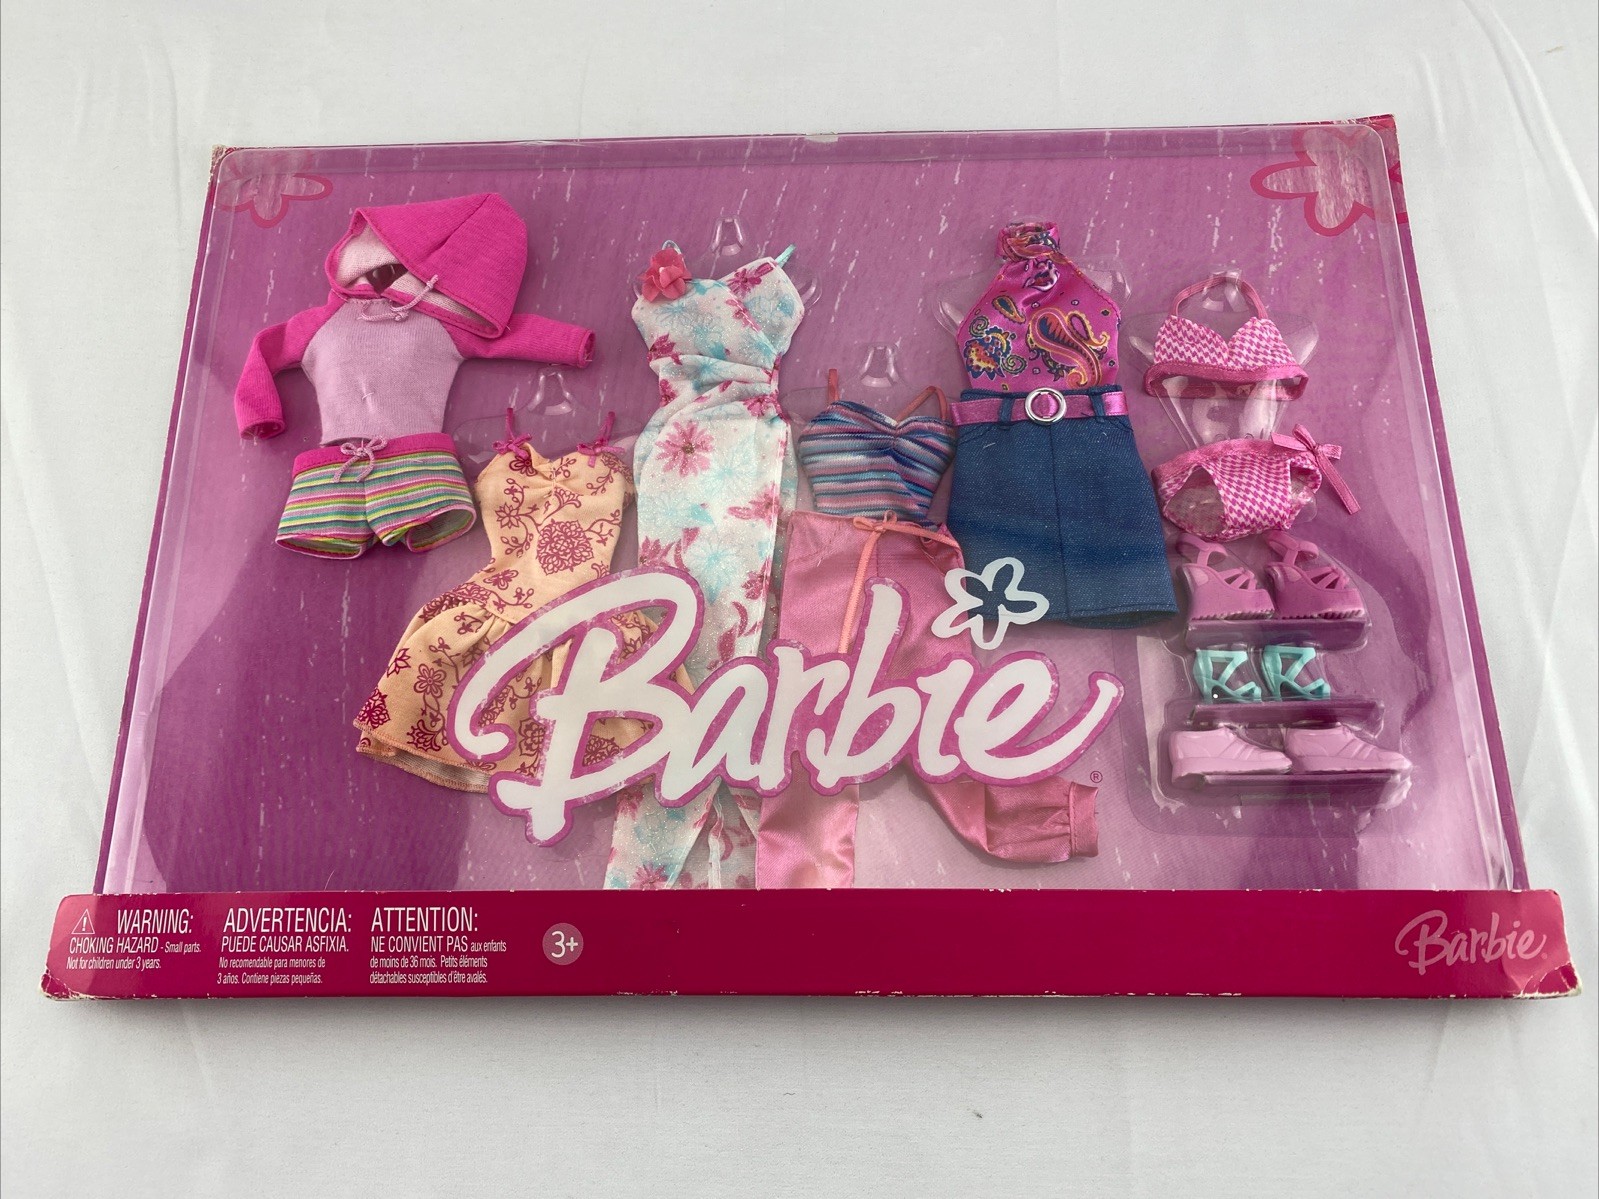 Barbie
®
WARNING:
CHOKING HAZARD - Small parts.
Not for children under 3 years.
ADVERTENCIA:
PUEDE CAUSAR ASFIXIA.
No recomendable para menores de
3 años. Contiene piezas pequeñas.
ATTENTION:
NE CONVIENT PAS aux enfants
de moins de 36 mois. Petits éléments
détachables susceptibles d'être avalés.
3+
Barbie®